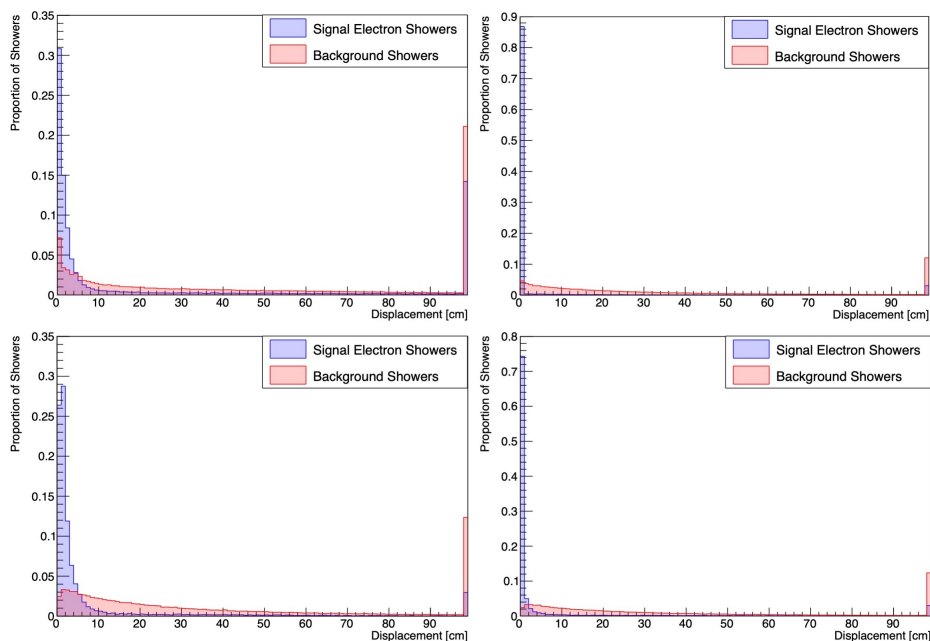 0.35
0.3
0.25
0.2
0.15
0.1
0.05
0
0 10 20 30 40 50 60 70 80 90
Proportion of Showers
Displacement [cm]
Signal Electron Showers
Background Showers
0.9
0.8
0.7
0.6
0.5
0.4
0.3
0.2
0.1
0
0 10 20 30 40 50 60 70 80 90
Proportion of Showers
Displacement [cm]
Signal Electron Showers
Background Showers
0.35
0.3
0.25
0.2
0.15
0.1
0.05
0
0 10 20 30 40 50 60 70 80 90
Proportion of Showers
Displacement [cm]
Signal Electron Showers
Background Showers
0.8
0.7
0.6
0.5
0.4
0.3
0.2
0.1
0
0 10 20 30 40 50 60 70 80 90
Proportion of Showers
Displacement [cm]
Signal Electron Showers
Background Showers